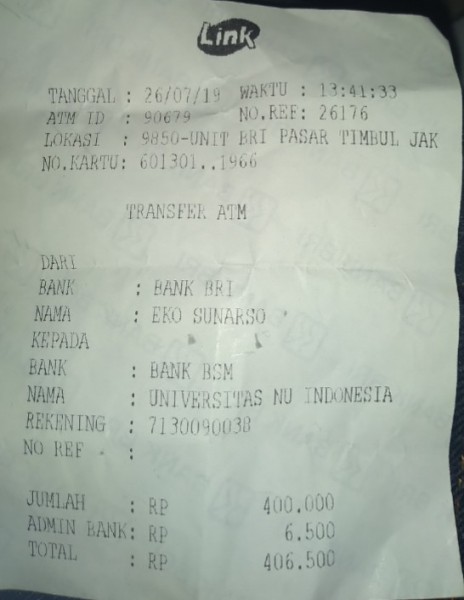 Link
TANGGAL : 26/07/19 WAKTU : 13:41:33
ATM ID : 90679 NO.REF: 26176
LOKASI : 9850-UNIT BRI PASAR TIMBUL JAK
NO.KARTU: 601301..1966
TRANSFER ATM
DARI
BANK : BANK BRI
NAMA : EKO SUNARSO
KEPADA
BANK : BANK BSM
NAMA : UNIVERSITAS NU INDONESIA
REKENING : 7130090038
NO REF :
JUMLAH : RP 400.000
ADMIN BANK: RP 6.500
TOTAL : RP 406.500